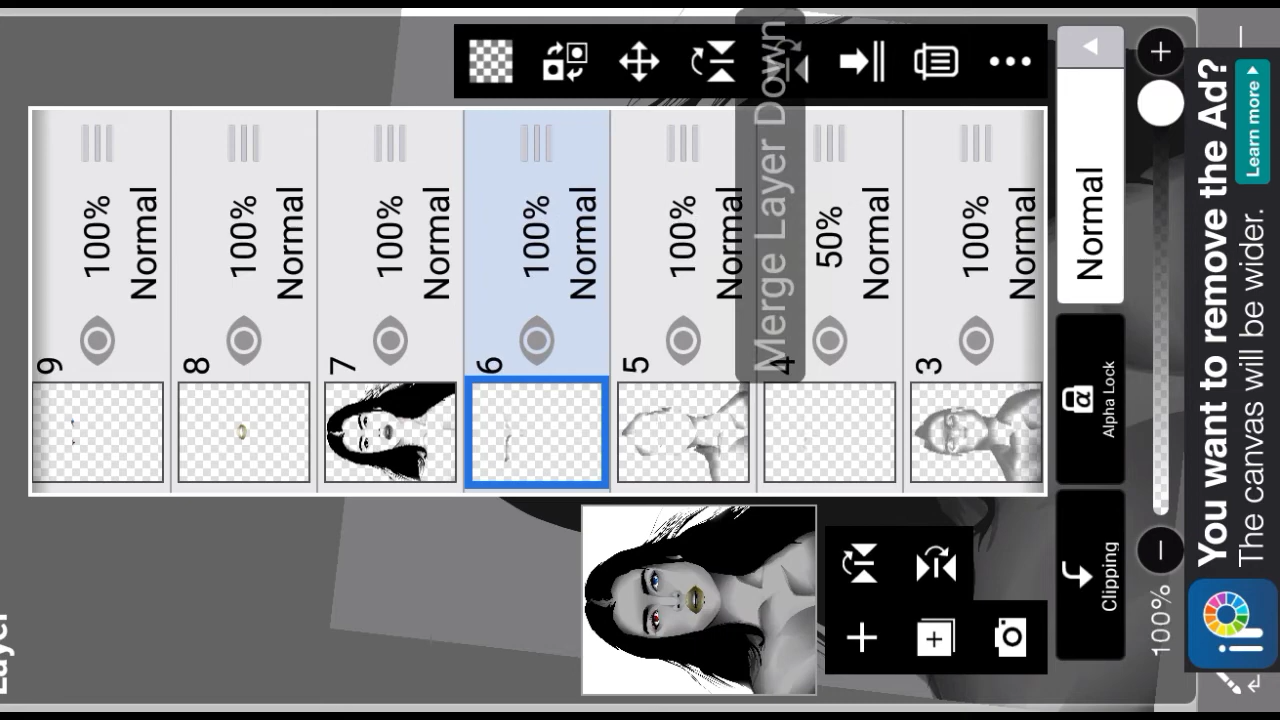 Layer
9
100%
Normal
8
100%
Normal
7
100%
Normal
6
100%
Normal
5
100%
Normal
4
50%
Normal
3
100%
Normal
Merge Layer Down
Normal
α
Alpha Lock
Clipping
100%
iP
You want to remove the Ad?
The canvas will be wider.
Learn more